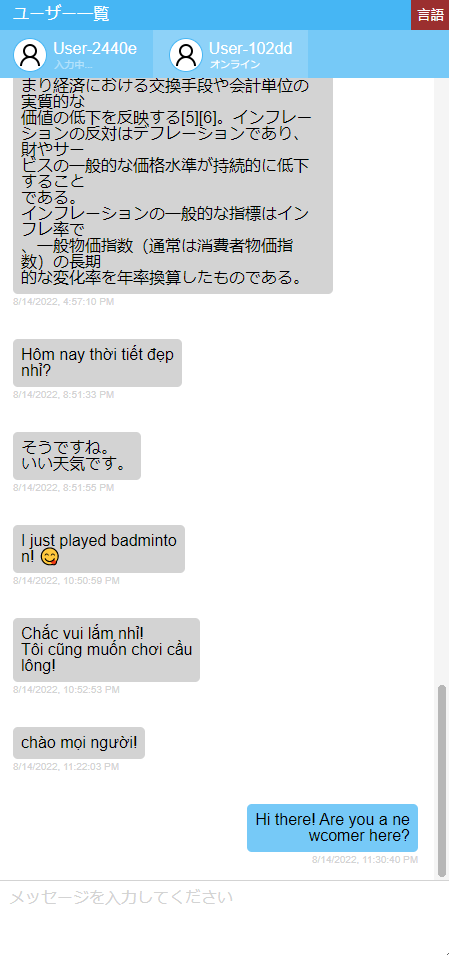 ユーザー一覧
言語
User-2440e
入力中...
User-102dd
オンライン
まり経済における交換手段や会計単位の
実質的な
価値の低下を反映する[5][6]。インフレー
ションの反対はデフレーションであり、
財やサー
ビスの一般的な価格水準が持続的に低下
すること
である。
インフレーションの一般的な指標はイン
フレ率で
、一般物価指数（通常は消費者物価指
数）の長期
的な変化率を年率換算したものである。
8/14/2022, 4:57:10 PM
Hôm nay thời tiết đẹp
nhỉ?
8/14/2022, 8:51:33 PM
そうですね。
いい天気です。
8/14/2022, 8:51:55 PM
I just played badminto
n! 😋
8/14/2022, 10:50:59 PM
Chắc vui lắm nhỉ!
Tôi cũng muốn chơi cầu
lông!
8/14/2022, 10:52:53 PM
chào mọi người!
8/14/2022, 11:22:03 PM
Hi there! Are you a ne
wcomer here?
8/14/2022, 11:30:40 PM
メッセージを入力してください